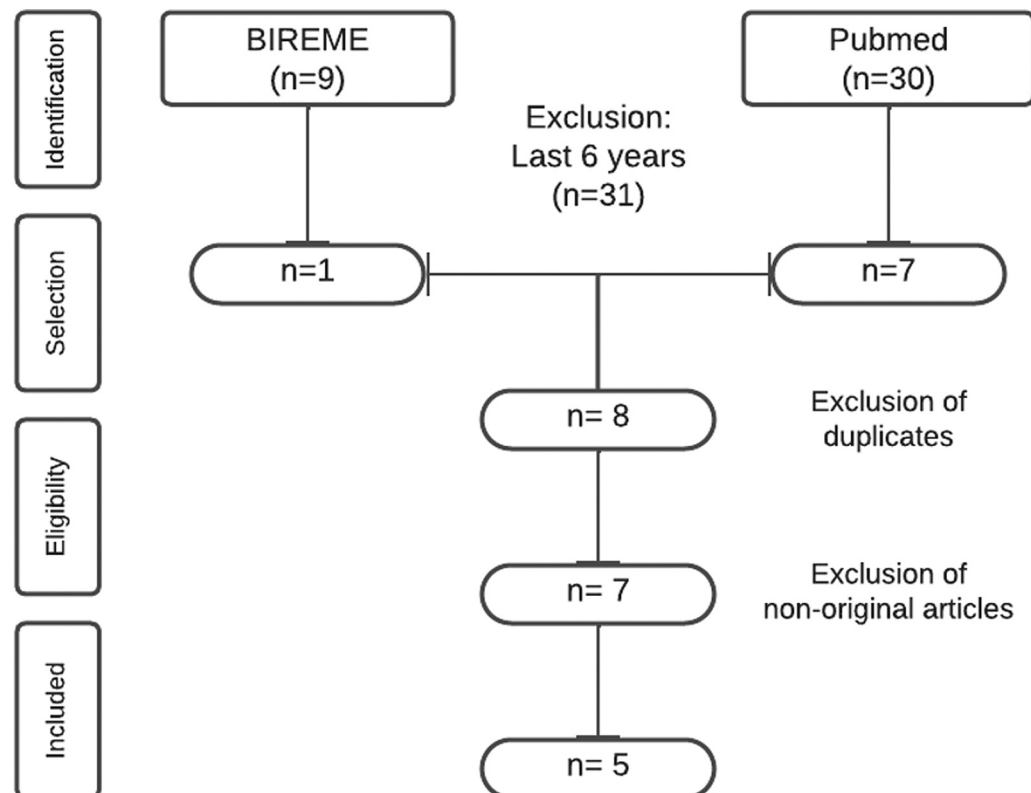 Identification
BIREME
(n=9)
Pubmed
(n=30)
Exclusion:
Last 6 years
(n=31)
Selection
n=1
n=7
n= 8
Exclusion of
duplicates
Eligibility
n= 7
Exclusion of
non-original articles
Included
n= 5